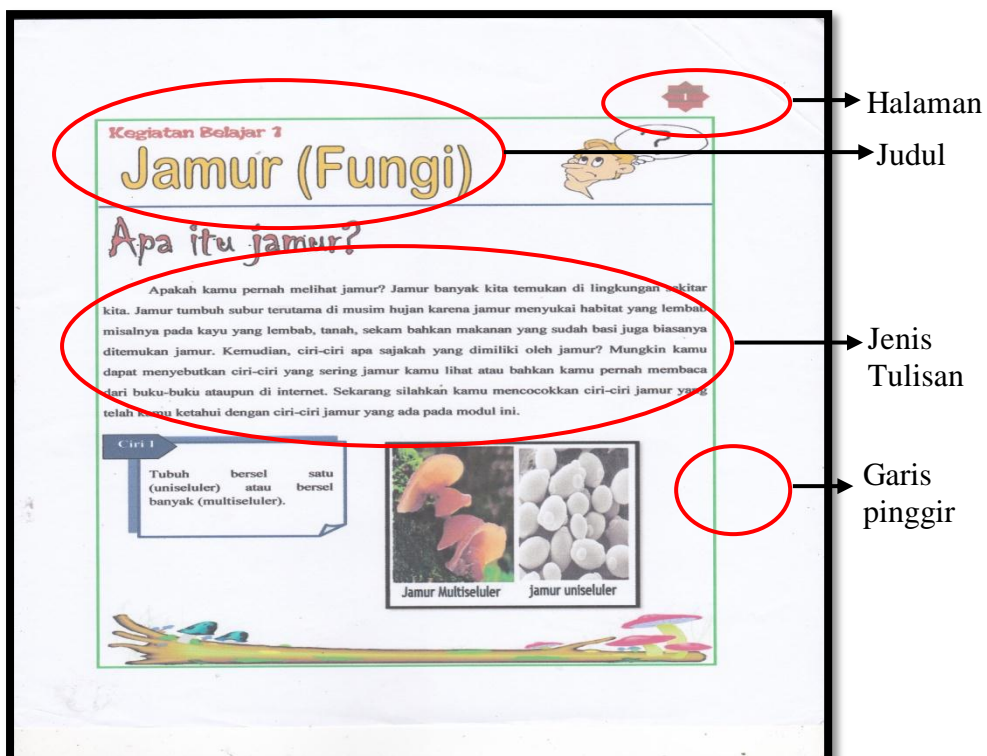 1
Halaman
Kegiatan Belajar 1
?
Jamur (Fungi)
Judul
Apa itu jamur?
Apakah kamu pernah melihat jamur? Jamur banyak kita temukan di lingkungan sekitar
kita. Jamur tumbuh subur terutama di musim hujan karena jamur menyukai habitat yang lembab
misalnya pada kayu yang lembab, tanah, sekam bahkan makanan yang sudah basi juga biasanya
ditemukan jamur. Kemudian, ciri-ciri apa sajakah yang dimiliki oleh jamur? Mungkin kamu
dapat menyebutkan ciri-ciri yang sering jamur kamu lihat atau bahkan kamu pernah membaca
dari buku-buku ataupun di internet. Sekarang silahkan kamu mencocokkan ciri-ciri jamur yang
telah kamu ketahui dengan ciri-ciri jamur yang ada pada modul ini.
Jenis
Tulisan
Ciri 1
Tubuh bersel satu
(uniseluler) atau bersel
banyak (multiseluler).
Garis
pinggir
Jamur Multiseluler
jamur uniseluler